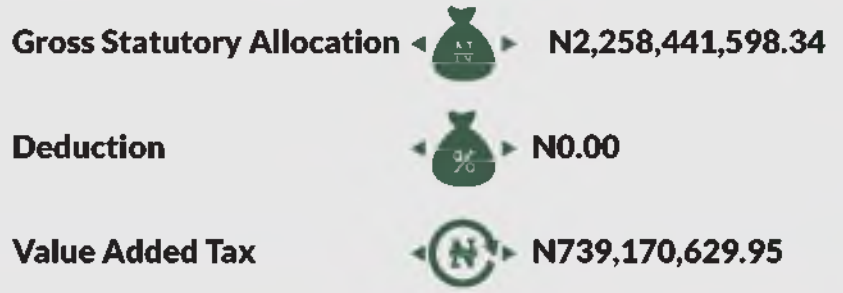 Gross Statutory Allocation N2,258,441,598.34
Deduction % N0.00
Value Added Tax ₦ N739,170,629.95